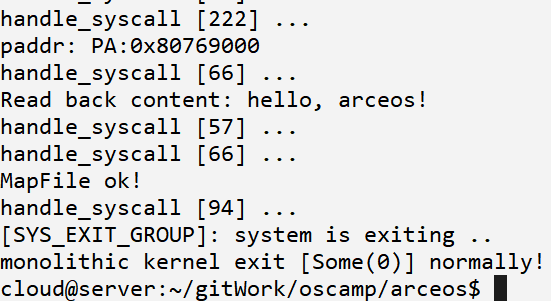 handle_syscall [222] ...
paddr: PA:0x80769000
handle_syscall [66] ...
Read back content: hello, arceos!
handle_syscall [57] ...
handle_syscall [66] ...
MapFile ok!
handle_syscall [94] ...
[SYS_EXIT_GROUP]: system is exiting ..
monolithic kernel exit [Some(0)] normally!
cloud@server:~/gitWork/oscamp/arceos$